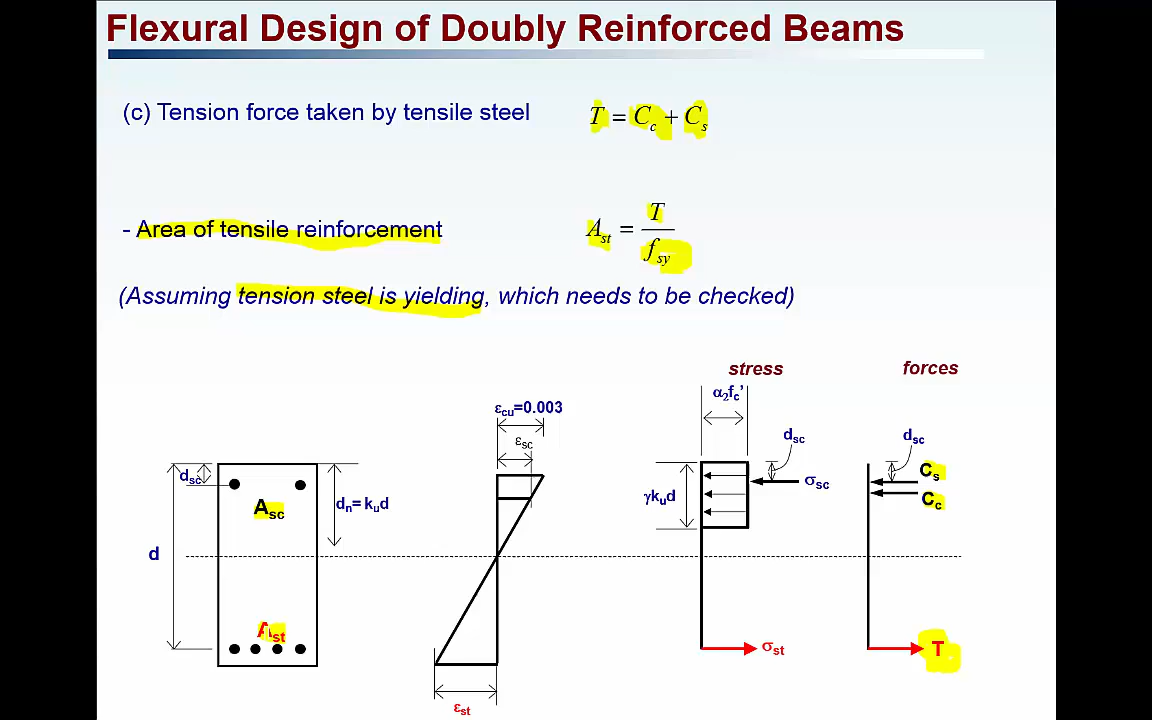 Flexural Design of Doubly Reinforced Beams
(c) Tension force taken by tensile steel
T = Cc + Cs
- Area of tensile reinforcement
Ast = T / fsy
(Assuming tension steel is yielding, which needs to be checked)
stress
forces
α2fc’
εcu=0.003
εsc
dsc
dsc
dsc
Cs
σsc
Cc
Asc
dn= kud
γkud
d
Ast
σst
T
εst